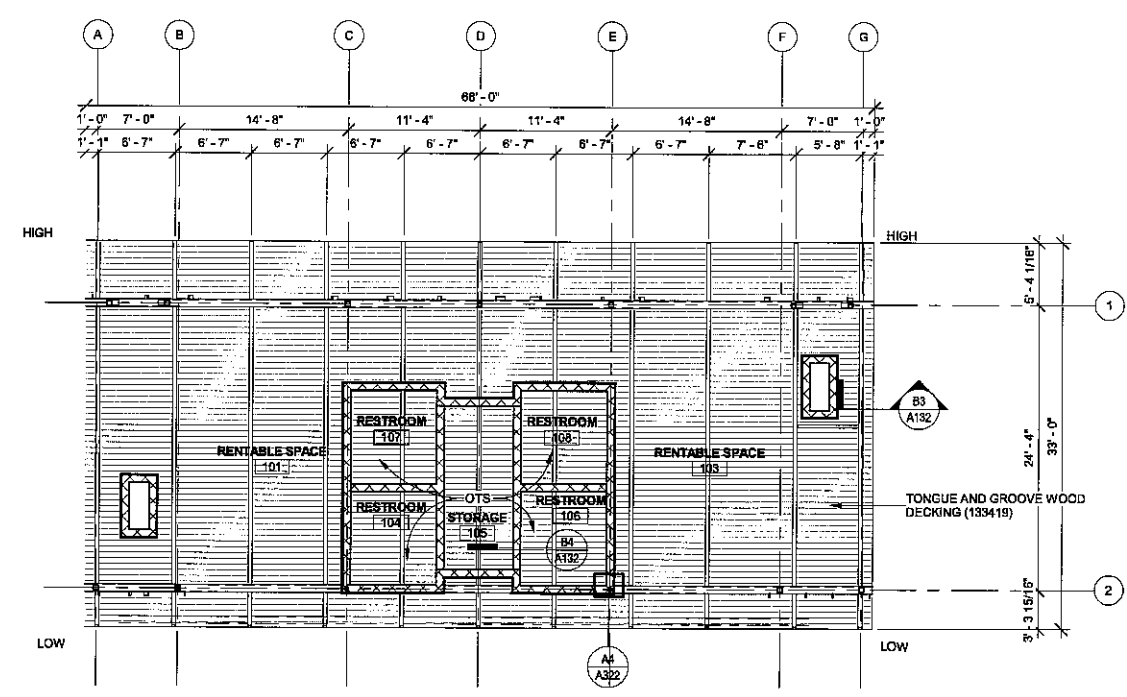 A B C D E F G
66' - 0"
1' - 0" 7' - 0" 14' - 8" 11' - 4" 11' - 4" 14' - 8" 7' - 0" 1' - 0"
1' - 1" 6' - 7" 6' - 7" 6' - 7" 6' - 7" 6' - 7" 6' - 7" 6' - 7" 7' - 6" 5' - 8" 1' - 1"
HIGH
HIGH
6' - 4 1/16"
1
B3
A132
RESTROOM
107
RESTROOM
108
RENTABLE SPACE
101
RENTABLE SPACE
103
24' - 4"
33' - 0"
OTS
RESTROOM
104
RESTROOM
106
STORAGE
105
TONGUE AND GROOVE WOOD
DECKING (133419)
B4
A132
2
3' - 3 15/16"
LOW
LOW
A4
A322